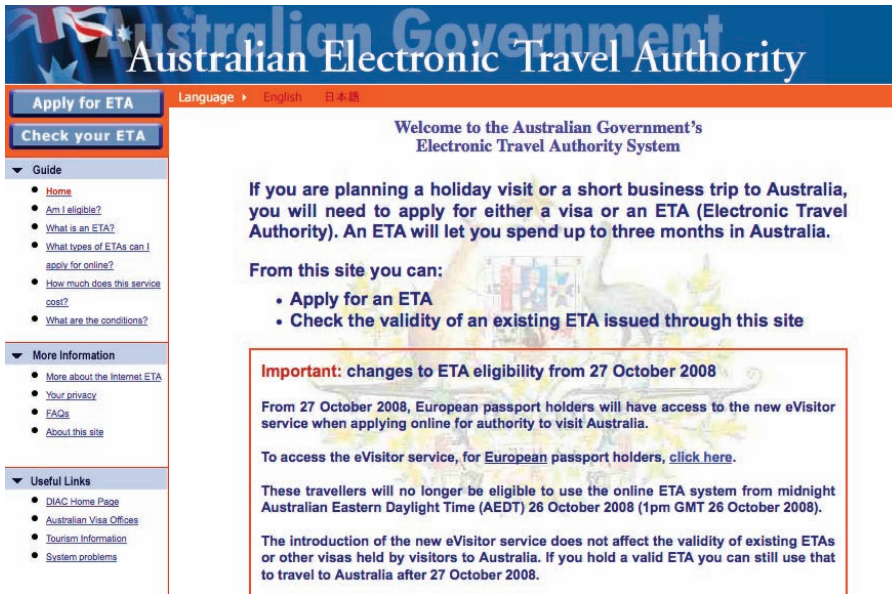 Australian Government
Australian Electronic Travel Authority
Apply for ETA
Check your ETA
Language
English
日本語
Guide
Home
Am I eligible?
What is an ETA?
What types of ETAs can I
apply for online?
How much does this service
cost?
What are the conditions?
More Information
More about the Internet ETA
Your privacy
FAQs
About this site
Useful Links
DIAC Home Page
Australian Visa Offices
Tourism Information
System problems
Welcome to the Australian Government's
Electronic Travel Authority System
If you are planning a holiday visit or a short business trip to Australia,
you will need to apply for either a visa or an ETA (Electronic Travel
Authority). An ETA will let you spend up to three months in Australia.
From this site you can:
• Apply for an ETA
• Check the validity of an existing ETA issued through this site
Important: changes to ETA eligibility from 27 October 2008
From 27 October 2008, European passport holders will have access to the new eVisitor
service when applying online for authority to visit Australia.
To access the eVisitor service, for European passport holders, click here.
These travellers will no longer be eligible to use the online ETA system from midnight
Australian Eastern Daylight Time (AEDT) 26 October 2008 (1pm GMT 26 October 2008).
The introduction of the new eVisitor service does not affect the validity of existing ETAs
or other visas held by visitors to Australia. If you hold a valid ETA you can still use that
to travel to Australia after 27 October 2008.